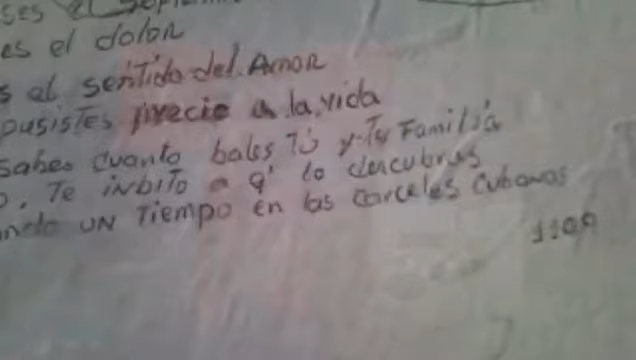 es el dolor
s el sentido del Amor
pusistes precio a la vida
sabes cuanto bales Tú y Tu Familia
o. Te inbiTo a q' lo descubras
ndo UN Tiempo en las carceles Cubanas